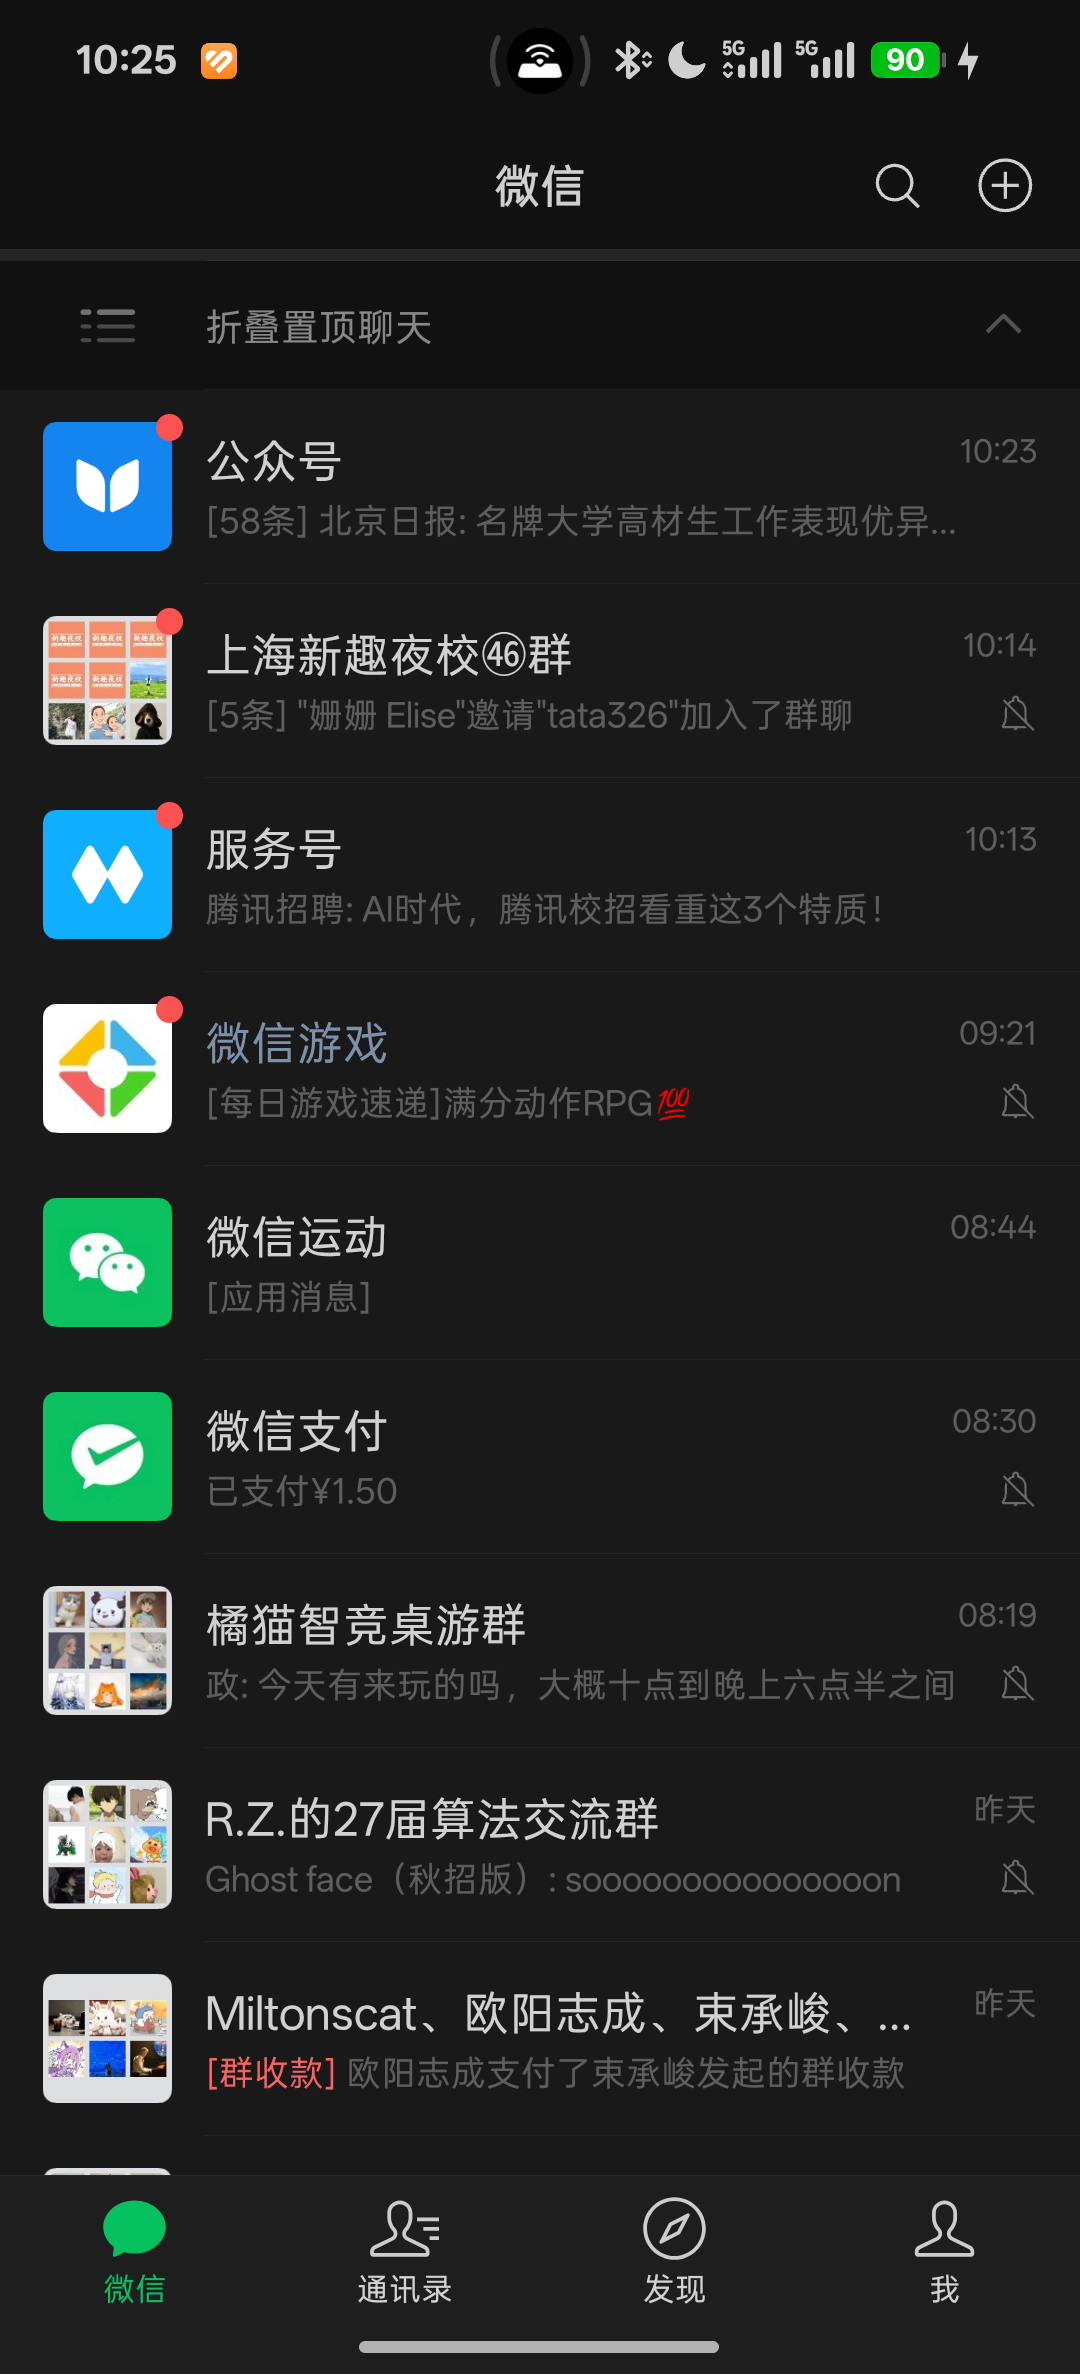 10:25
5G 5G 90
微信
折叠置顶聊天
公众号 10:23
[58条] 北京日报: 名牌大学高材生工作表现优异...
上海新趣夜校㊻群 10:14
[5条] "姗姗 Elise"邀请"tata326"加入了群聊
服务号 10:13
腾讯招聘: AI时代，腾讯校招看重这3个特质！
微信游戏 09:21
[每日游戏速递]满分动作RPG💯
微信运动 08:44
[应用消息]
微信支付 08:30
已支付¥1.50
橘猫智竞桌游群 08:19
政: 今天有来玩的吗，大概十点到晚上六点半之间
R.Z.的27届算法交流群 昨天
Ghost face（秋招版）: sooooooooooooooon
Miltonscat、欧阳志成、束承峻、... 昨天
[群收款] 欧阳志成支付了束承峻发起的群收款
微信 通讯录 发现 我